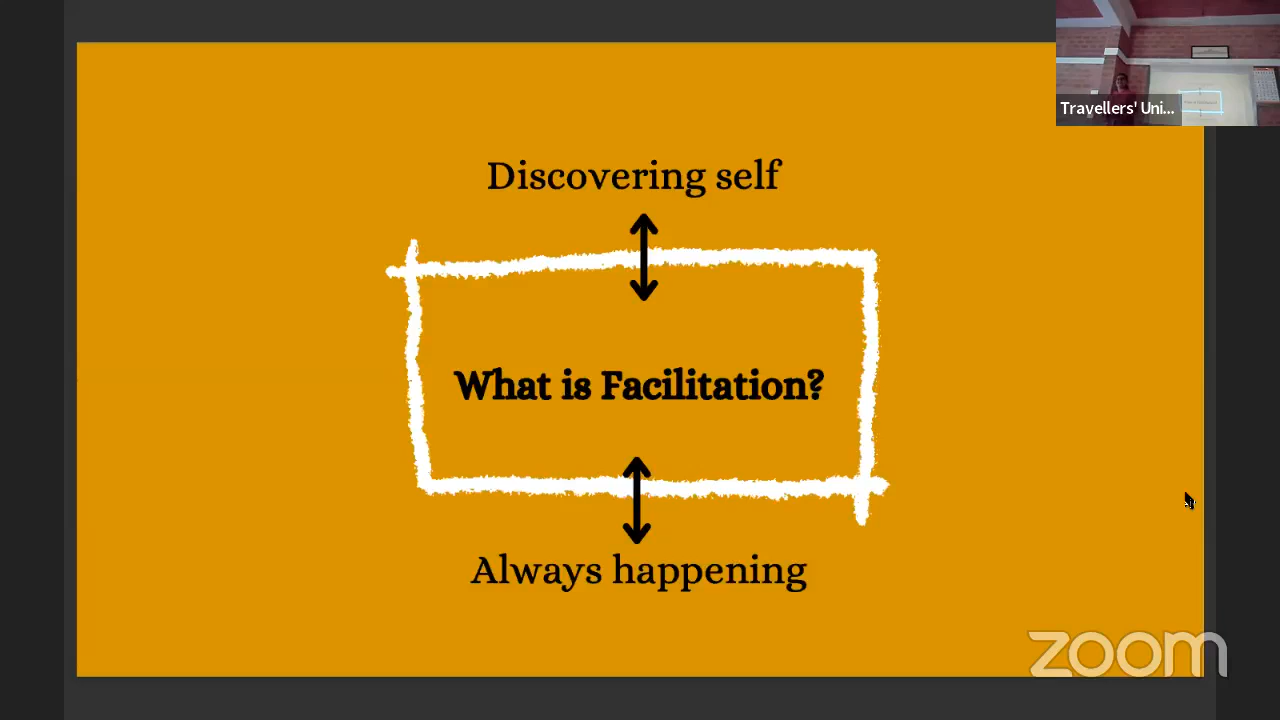 Travellers' Uni...
Discovering self
What is Facilitation?
Always happening
zoom